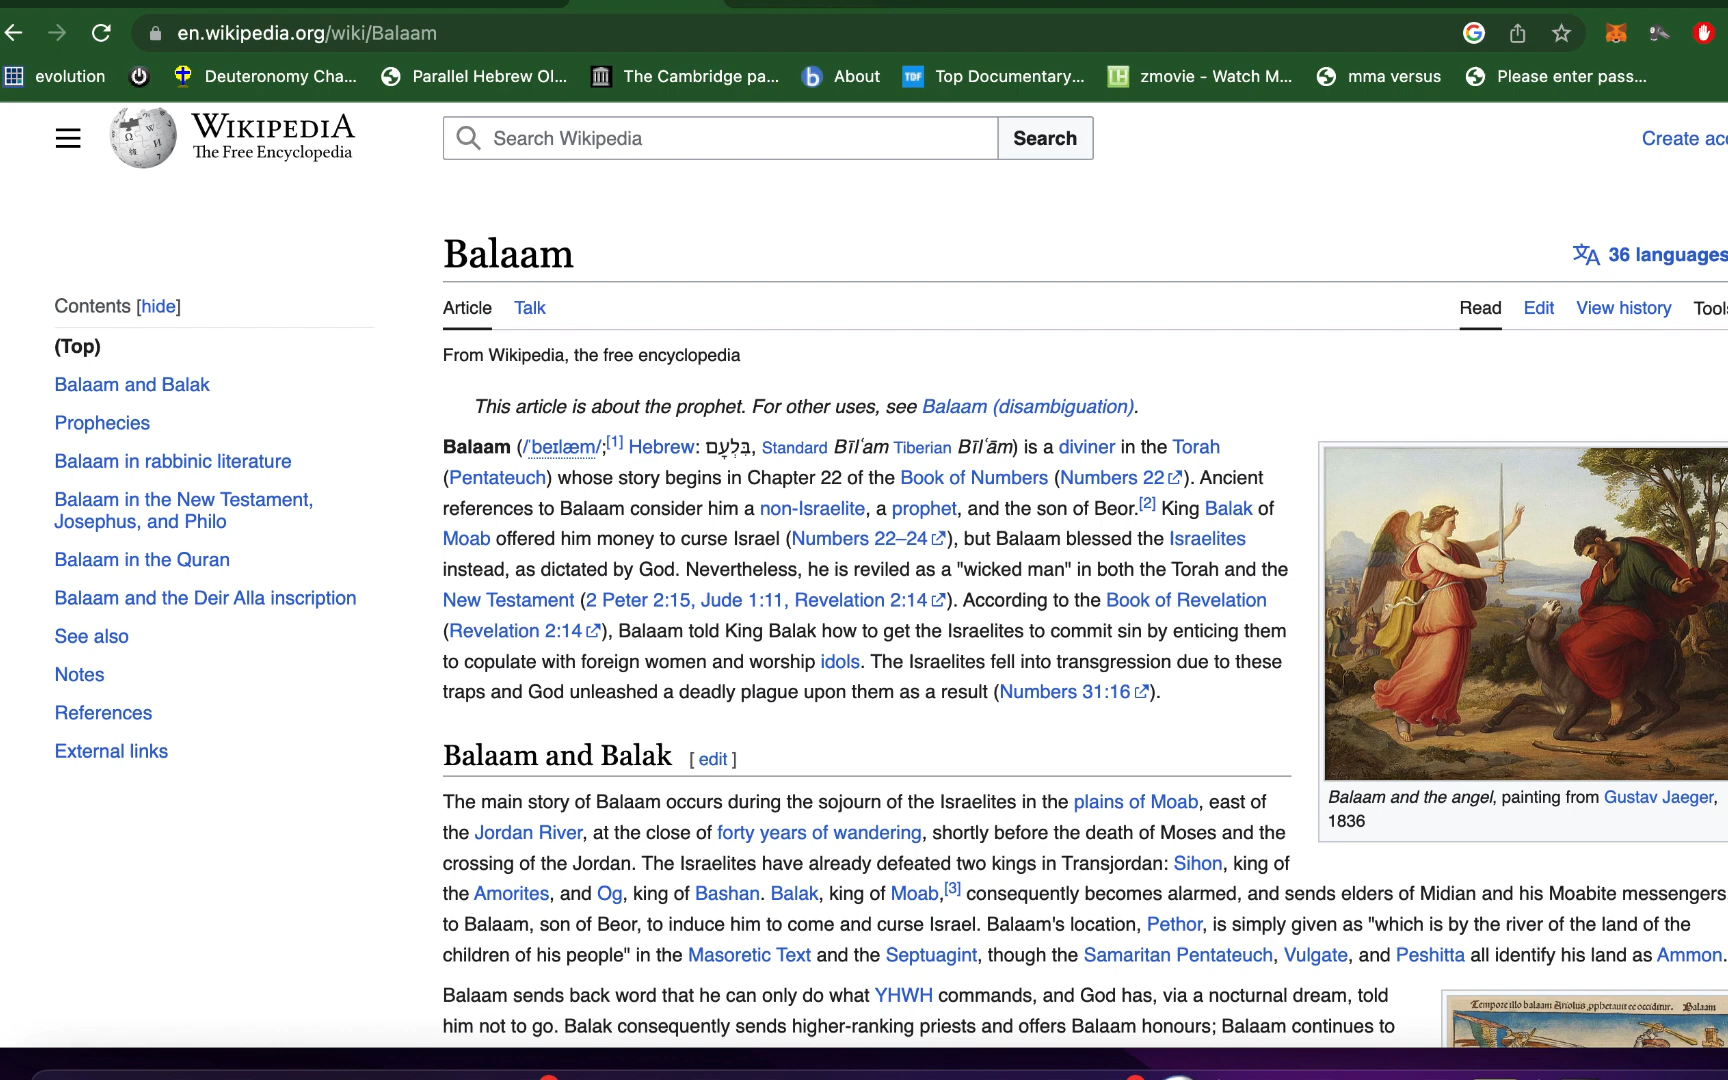 en.wikipedia.org/wiki/Balaam
evolution
Deuteronomy Cha...
Parallel Hebrew Ol...
The Cambridge pa...
About
TDF
Top Documentary...
zmovie - Watch M...
mma versus
Please enter pass...
WIKIPEDIA
The Free Encyclopedia
Search Wikipedia
Search
Create acc
Balaam
36 languages
Contents [hide]
(Top)
Balaam and Balak
Prophecies
Balaam in rabbinic literature
Balaam in the New Testament,
Josephus, and Philo
Balaam in the Quran
Balaam and the Deir Alla inscription
See also
Notes
References
External links
Article Talk
Read Edit View history Tools
From Wikipedia, the free encyclopedia
This article is about the prophet. For other uses, see Balaam (disambiguation).
Balaam (/ˈbeɪlæm/;[1] Hebrew: בִּלְעָם, Standard Bīlʿam Tiberian Bīlʿām) is a diviner in the Torah
(Pentateuch) whose story begins in Chapter 22 of the Book of Numbers (Numbers 22). Ancient
references to Balaam consider him a non-Israelite, a prophet, and the son of Beor.[2] King Balak of
Moab offered him money to curse Israel (Numbers 22–24), but Balaam blessed the Israelites
instead, as dictated by God. Nevertheless, he is reviled as a "wicked man" in both the Torah and the
New Testament (2 Peter 2:15, Jude 1:11, Revelation 2:14). According to the Book of Revelation
(Revelation 2:14), Balaam told King Balak how to get the Israelites to commit sin by enticing them
to copulate with foreign women and worship idols. The Israelites fell into transgression due to these
traps and God unleashed a deadly plague upon them as a result (Numbers 31:16).
Balaam and the angel, painting from Gustav Jaeger,
1836
Balaam and Balak [ edit ]
The main story of Balaam occurs during the sojourn of the Israelites in the plains of Moab, east of
the Jordan River, at the close of forty years of wandering, shortly before the death of Moses and the
crossing of the Jordan. The Israelites have already defeated two kings in Transjordan: Sihon, king of
the Amorites, and Og, king of Bashan. Balak, king of Moab,[3] consequently becomes alarmed, and sends elders of Midian and his Moabite messengers,
to Balaam, son of Beor, to induce him to come and curse Israel. Balaam's location, Pethor, is simply given as "which is by the river of the land of the
children of his people" in the Masoretic Text and the Septuagint, though the Samaritan Pentateuch, Vulgate, and Peshitta all identify his land as Ammon.
Balaam sends back word that he can only do what YHWH commands, and God has, via a nocturnal dream, told
him not to go. Balak consequently sends higher-ranking priests and offers Balaam honours; Balaam continues to
Balaam